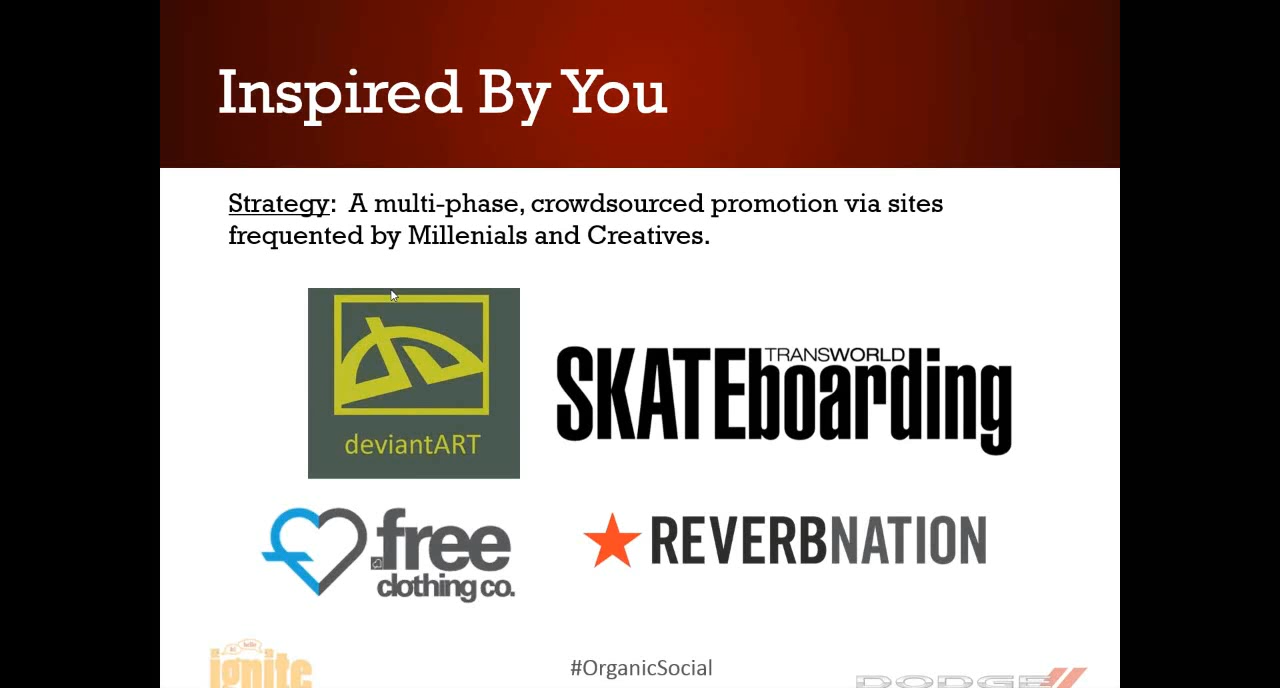 Inspired By You
Strategy: A multi-phase, crowdsourced promotion via sites
frequented by Millenials and Creatives.
deviantART
TRANSWORLD
SKATEboarding
free
clothing co.
REVERBNATION
ignite
#OrganicSocial
DODGE